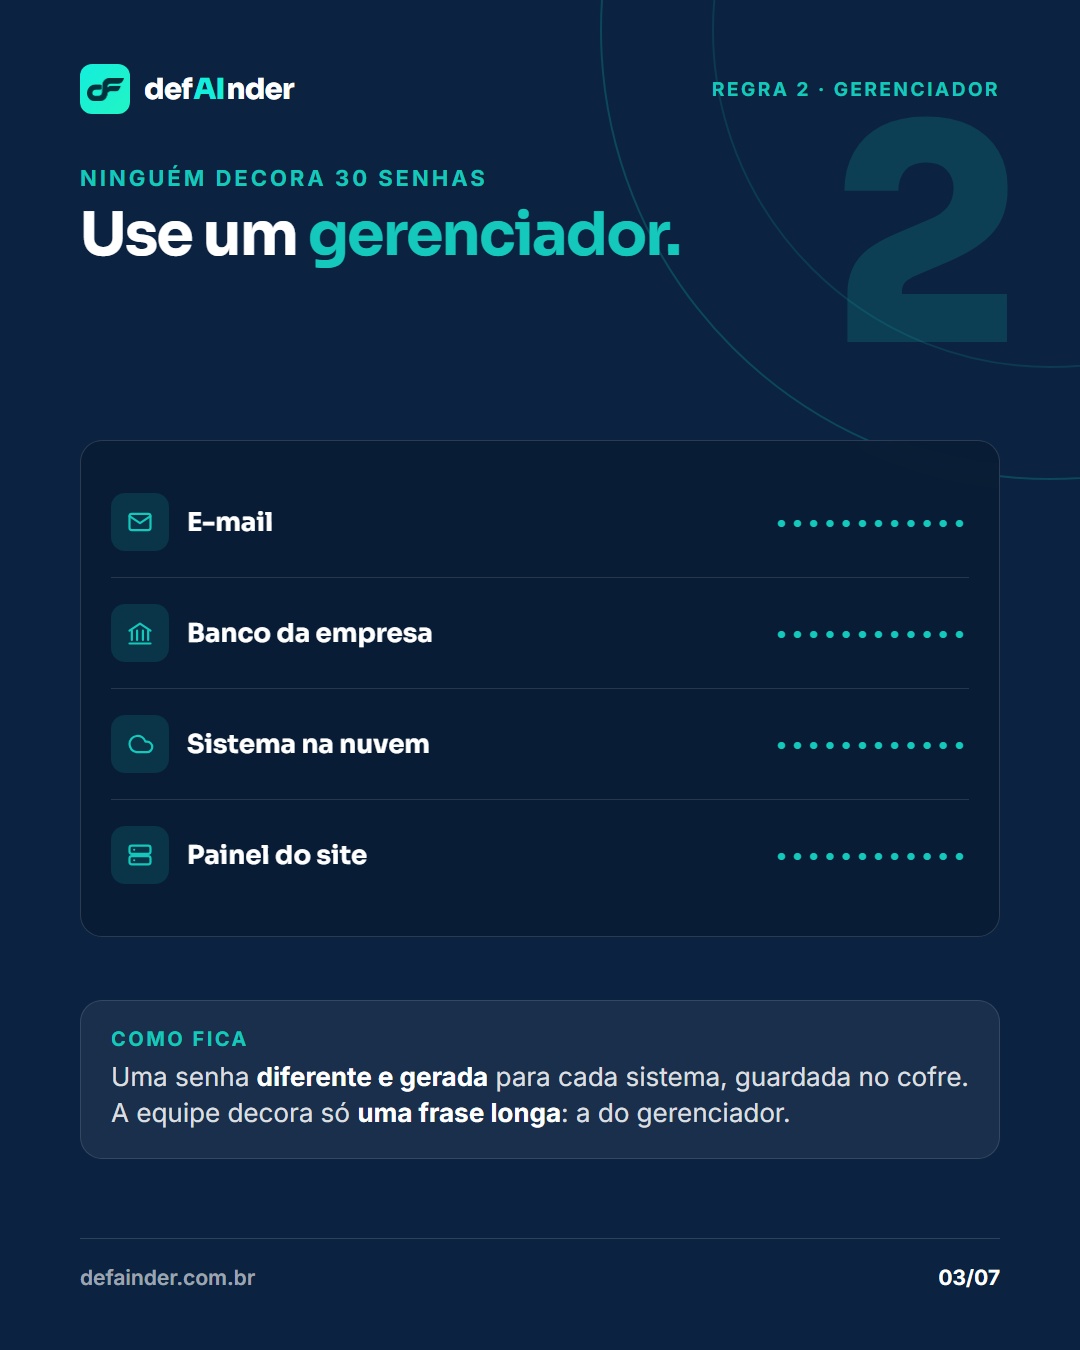 defAInder
REGRA 2 · GERENCIADOR
2
NINGUÉM DECORA 30 SENHAS
Use um gerenciador.
E-mail ••••••••••••
Banco da empresa ••••••••••••
Sistema na nuvem ••••••••••••
Painel do site ••••••••••••
COMO FICA
Uma senha diferente e gerada para cada sistema, guardada no cofre.
A equipe decora só uma frase longa: a do gerenciador.
defainder.com.br
03/07